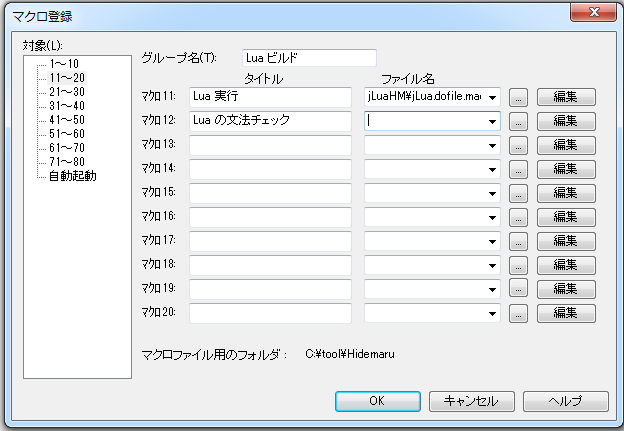 マクロ登録
対象(L):
1～10
11～20
21～30
31～40
41～50
51～60
61～70
71～80
自動起動
グループ名(T): Lua ビルド
タイトル ファイル名
マクロ11: Lua 実行 jLuaHM¥jLua.dofile.mac ... 編集
マクロ12: Lua の文法チェック ... 編集
マクロ13: ... 編集
マクロ14: ... 編集
マクロ15: ... 編集
マクロ16: ... 編集
マクロ17: ... 編集
マクロ18: ... 編集
マクロ19: ... 編集
マクロ20: ... 編集
マクロファイル用のフォルダ : C:¥tool¥Hidemaru
OK キャンセル ヘルプ